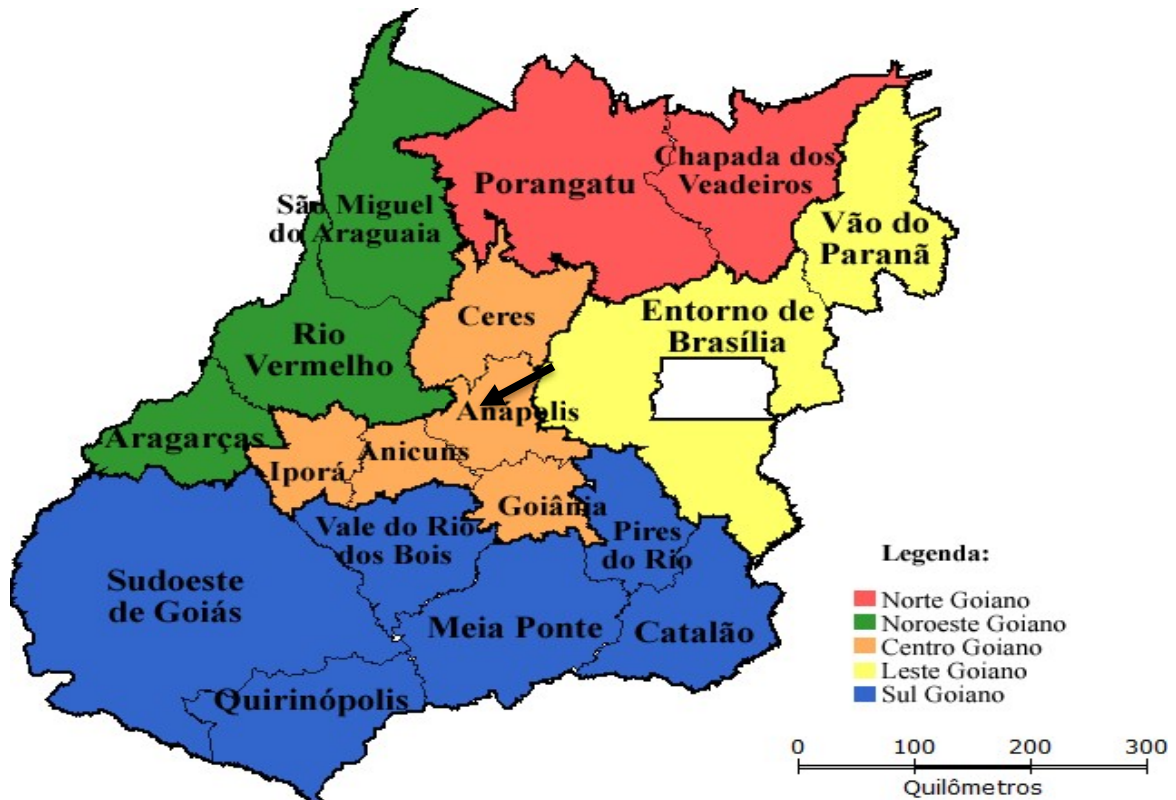 Chapada dos
Veadeiros
Porangatu
São Miguel
do Araguaia
Vão do
Paranã
Ceres
Entorno de
Brasília
Rio
Vermelho
Anápolis
Aragarças
Anicuns
Iporá
Goiânia
Vale do Rio
dos Bois
Pires
do Rio
Sudoeste
de Goiás
Meia Ponte
Catalão
Quirinópolis
Legenda:
Norte Goiano
Noroeste Goiano
Centro Goiano
Leste Goiano
Sul Goiano
0 100 200 300
Quilômetros